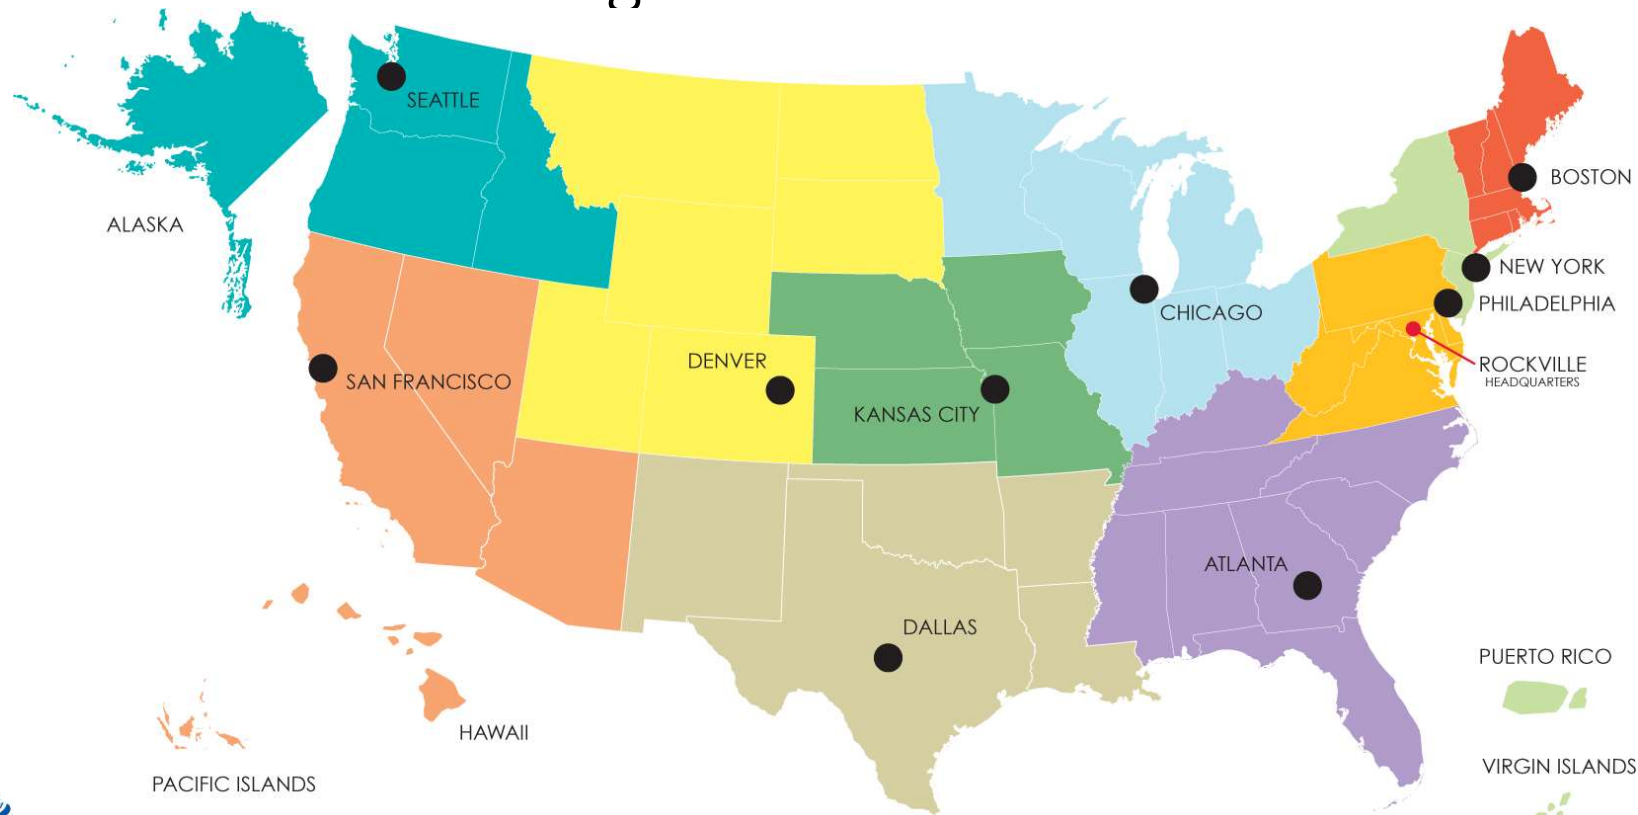 SEATTLE
BOSTON
ALASKA
NEW YORK
PHILADELPHIA
CHICAGO
DENVER
ROCKVILLE
HEADQUARTERS
SAN FRANCISCO
KANSAS CITY
ATLANTA
DALLAS
PUERTO RICO
HAWAII
VIRGIN ISLANDS
PACIFIC ISLANDS